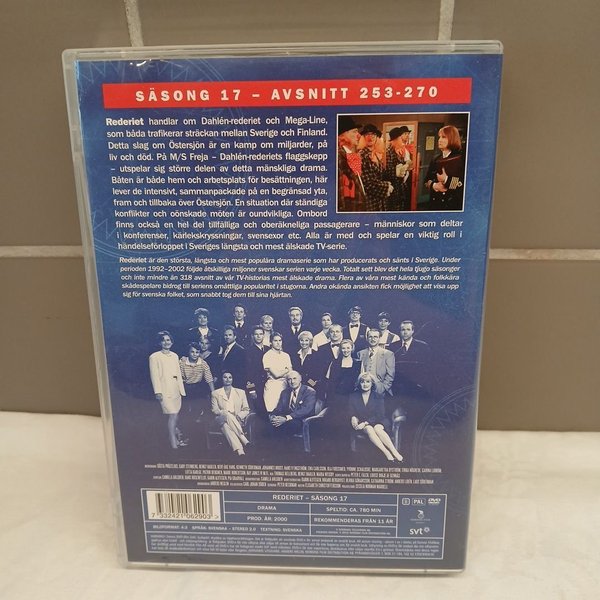 SÄSONG 17 – AVSNITT 253-270
Rederiet handlar om Dahlén-rederiet och Mega-Line,
som båda trafikerar sträckan mellan Sverige och Finland.
Detta slag om Östersjön är en kamp om miljarder, på
liv och död. På M/S Freja – Dahlén-rederiets flaggskepp
– utspelar sig större delen av detta mänskliga drama.
Båten är både hem och arbetsplats för besättningen, här
lever de intensivt, sammanpackade på en begränsad yta,
fram och tillbaka över Östersjön. En situation där ständiga
konflikter och oönskade möten är oundvikliga. Ombord
finns också en hel del tillfälliga och oberäkneliga passagerare – människor som deltar
i konferenser, kärlekskryssningar, svensexor etc. Alla är med och spelar en viktig roll i
händelseförloppet i Sveriges längsta och mest älskade TV-serie.
Rederiet är den största, längsta och mest populära dramaserie som har producerats och sänts i Sverige. Under
perioden 1992–2002 följde åtskilliga miljoner svenskar serien varje vecka. Totalt sett blev det hela tjugo säsonger
och inte mindre än 318 avsnitt av vår TV-histories mest älskade drama. Flera av våra mest kända och folkkära
skådespelare bidrog till seriens omåttliga popularitet i stugorna. Andra okända ansikten fick möjlighet att visa upp
sig för svenska folket, som snabbt tog dem till sina hjärtan.
REDERIET – SÄSONG 17
DRAMA
SPELTID: CA. 780 MIN
PROD. ÅR: 2000
REKOMMENDERAS FRÅN 11 ÅR
BILDFORMAT: 4:3 SPRÅK: SVENSKA – STEREO 2.0 TEXTNING: SVENSKA
7 332421 062903 >
PAL
DVD
svt